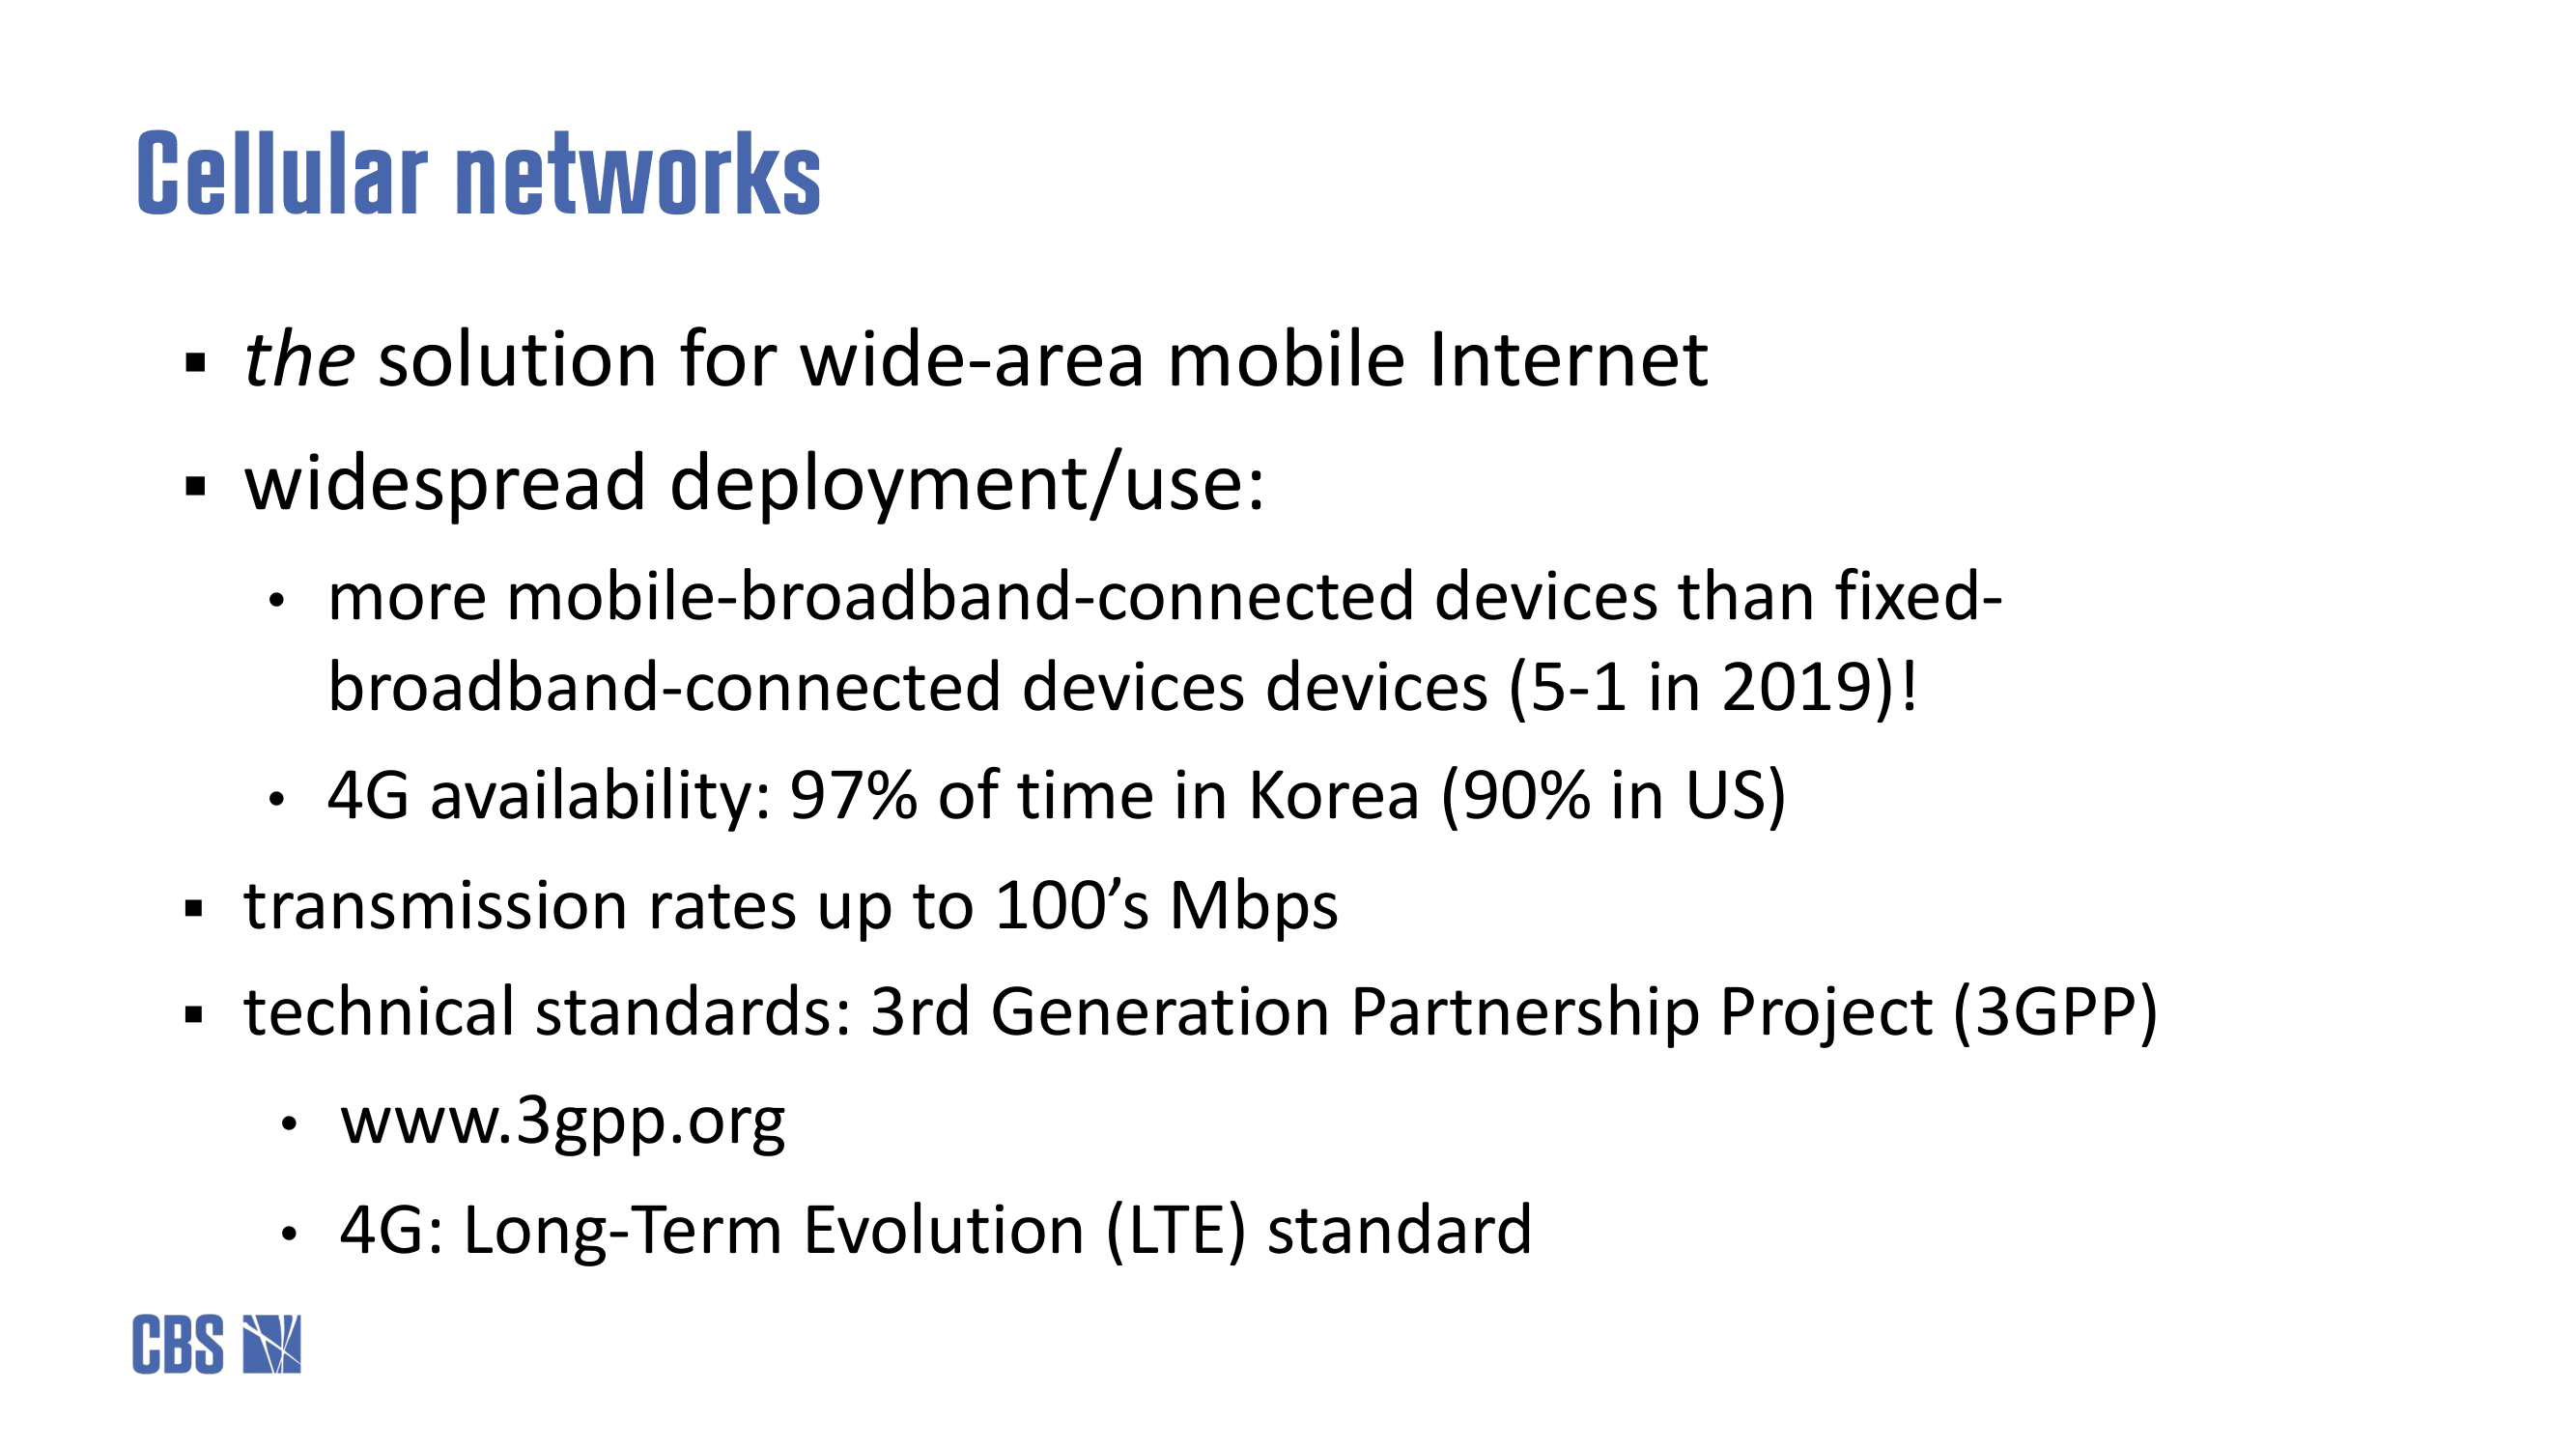 Cellular networks
▪ the solution for wide-area mobile Internet
▪ widespread deployment/use:
• more mobile-broadband-connected devices than fixed-
broadband-connected devices devices (5-1 in 2019)!
• 4G availability: 97% of time in Korea (90% in US)
▪ transmission rates up to 100’s Mbps
▪ technical standards: 3rd Generation Partnership Project (3GPP)
• www.3gpp.org
• 4G: Long-Term Evolution (LTE) standard
CBS